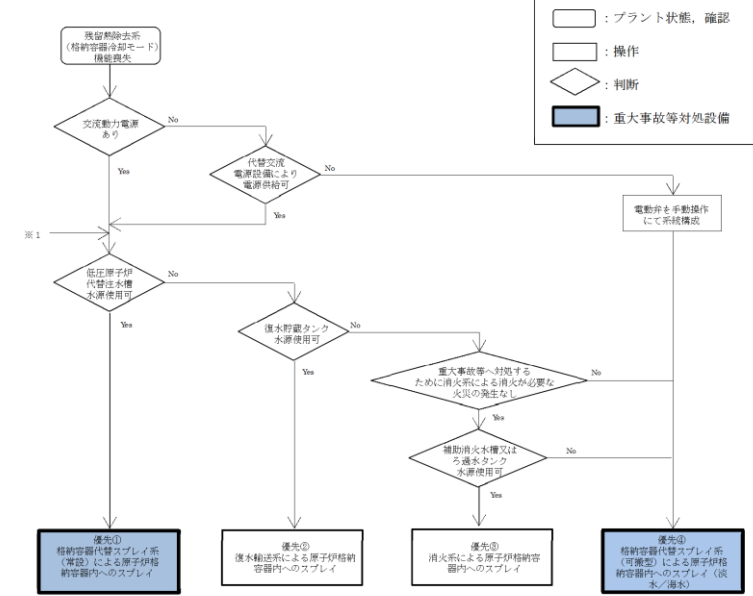 ：プラント状態，確認
：操作
：判断
：重大事故等対処設備
残留熱除去系
（格納容器冷却モード）
機能喪失
交流動力電源
あり
No
Yes
代替交流
電源設備により
電源供給可
No
Yes
電動弁を手動操作
にて系統構成
※1
低圧原子炉
代替注水槽
水源使用可
No
Yes
復水貯蔵タンク
水源使用可
No
Yes
重大事故等へ対処する
ために消火系による消火が必要な
火災の発生なし
No
Yes
補助消火水槽又は
ろ過水タンク
水源使用可
No
Yes
優先①
格納容器代替スプレイ系
（常設）による原子炉格
納容器内へのスプレイ
優先②
復水輸送系による原子炉格納
容器内へのスプレイ
優先③
消火系による原子炉格納容
器内へのスプレイ
優先④
格納容器代替スプレイ系
（可搬型）による原子炉格
納容器内へのスプレイ（淡
水／海水）